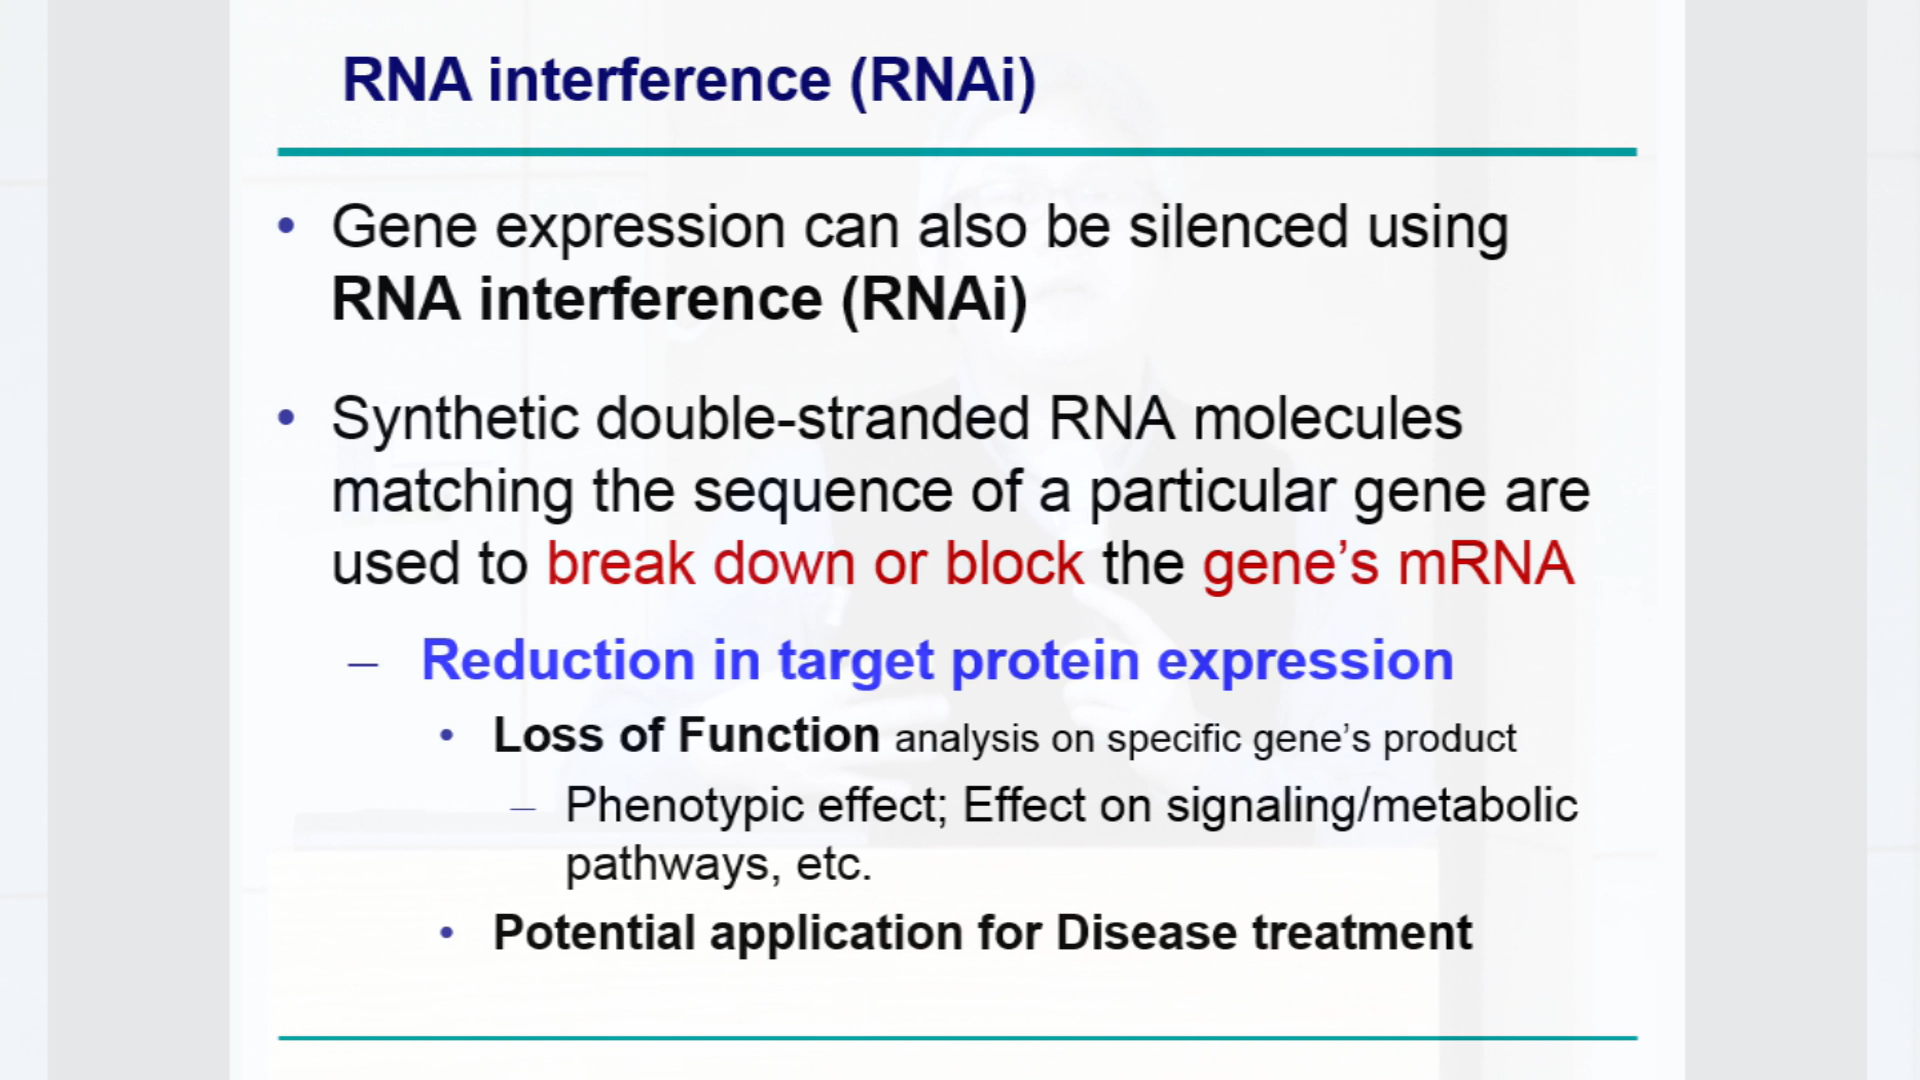 RNA interference (RNAi)
• Gene expression can also be silenced using
RNA interference (RNAi)
• Synthetic double-stranded RNA molecules
matching the sequence of a particular gene are
used to break down or block the gene’s mRNA
– Reduction in target protein expression
• Loss of Function analysis on specific gene’s product
– Phenotypic effect; Effect on signaling/metabolic
pathways, etc.
• Potential application for Disease treatment